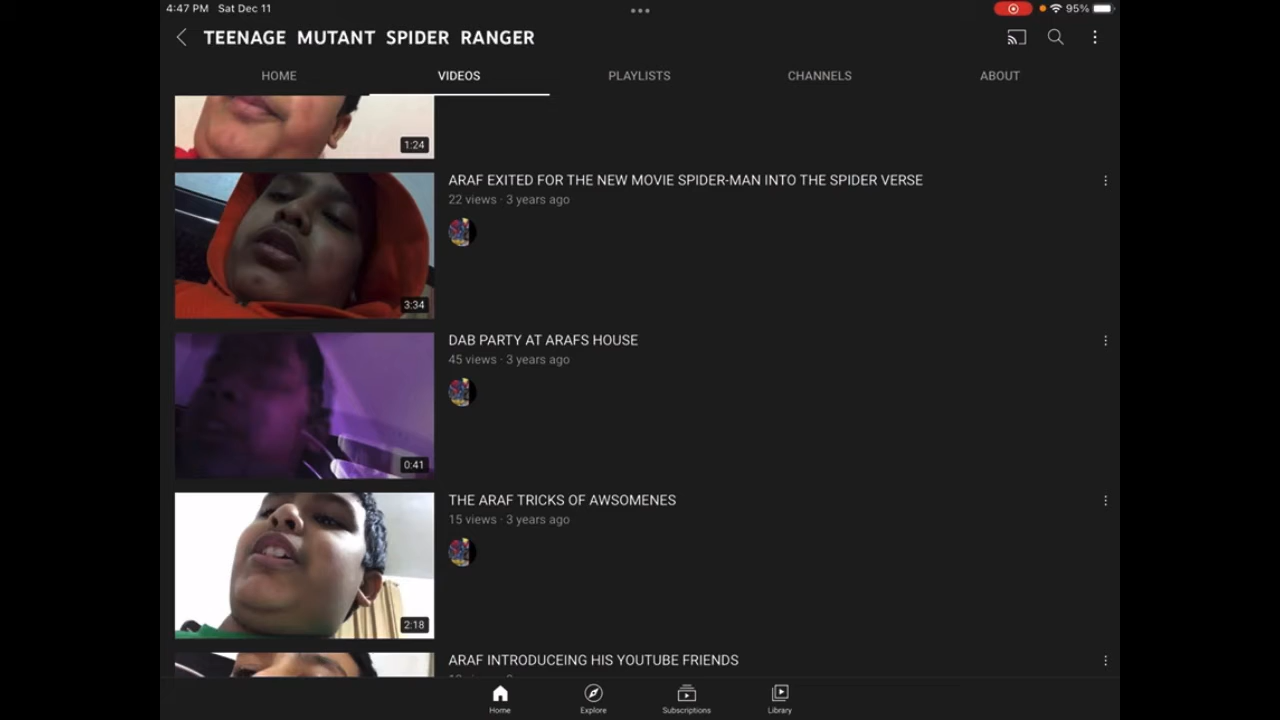 4:47 PM Sat Dec 11
95%
TEENAGE MUTANT SPIDER RANGER
HOME VIDEOS PLAYLISTS CHANNELS ABOUT
1:24
ARAF EXITED FOR THE NEW MOVIE SPIDER-MAN INTO THE SPIDER VERSE
22 views · 3 years ago
3:34
DAB PARTY AT ARAFS HOUSE
45 views · 3 years ago
0:41
THE ARAF TRICKS OF AWSOMENES
15 views · 3 years ago
2:18
ARAF INTRODUCEING HIS YOUTUBE FRIENDS
Home Explore Subscriptions Library